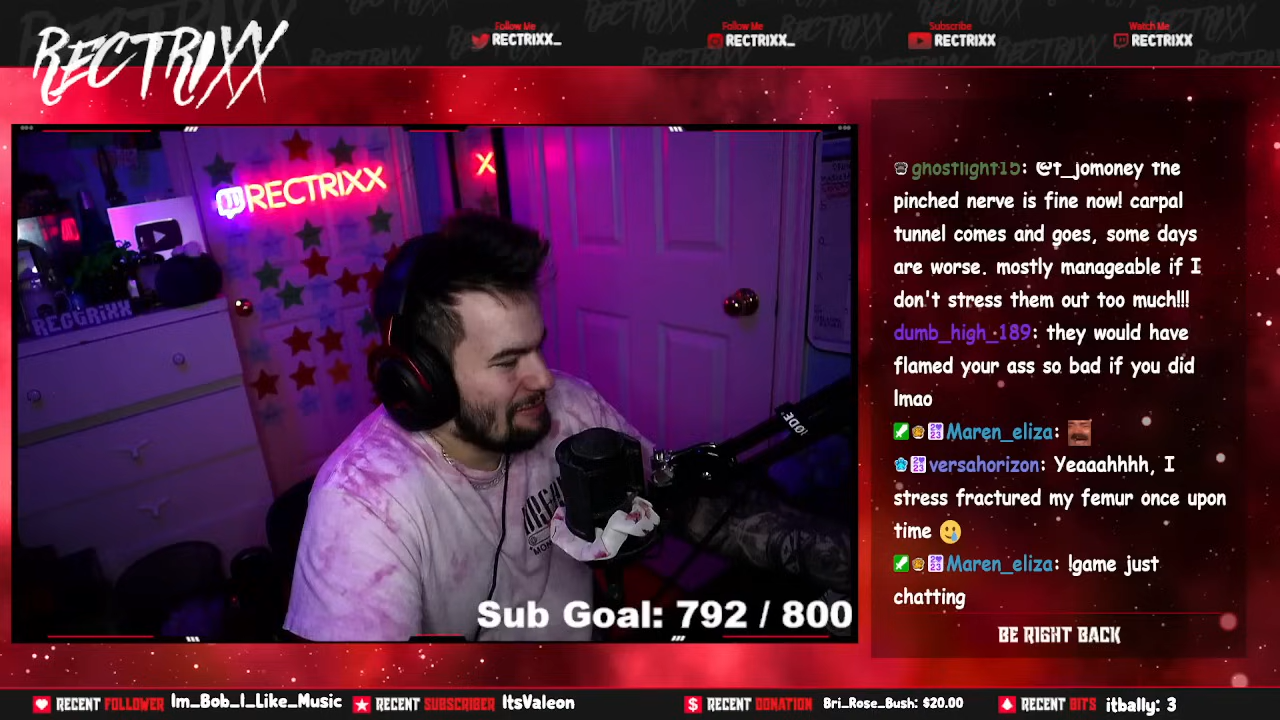 RECTRIXX
Follow Me
RECTRIXX_
Follow Me
RECTRIXX_
Subscribe
RECTRIXX
Watch Me
RECTRIXX
RECTRIXX
X
RECTRIXX
RODE
Sub Goal: 792 / 800
ghostlight15: @t_jomoney the
pinched nerve is fine now! carpal
tunnel comes and goes, some days
are worse. mostly manageable if I
don't stress them out too much!!!
dumb_high_189: they would have
flamed your ass so bad if you did
lmao
Maren_eliza:
versahorizon: Yeaaahhhh, I
stress fractured my femur once upon
time
Maren_eliza: !game just
chatting
BE RIGHT BACK
RECENT FOLLOWER Im_Bob_I_Like_Music
RECENT SUBSCRIBER ItsValeon
RECENT DONATION Bri_Rose_Bush: $20.00
RECENT BITS itbally: 3